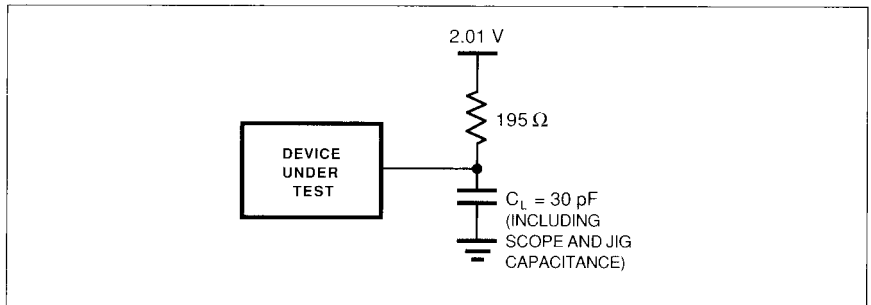 2.01 V
195 Ω
DEVICE
UNDER
TEST
C_L = 30 pF
(INCLUDING
SCOPE AND JIG
CAPACITANCE)